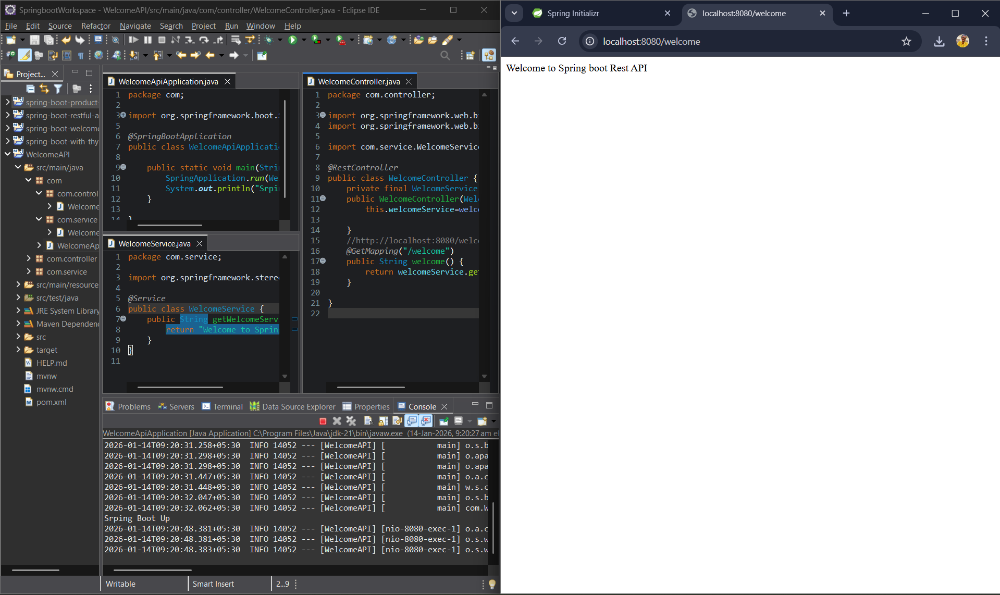 SpringbootWorkspace - WelcomeAPI/src/main/java/com/controller/WelcomeController.java - Eclipse IDE
File Edit Source Refactor Navigate Search Project Run Window Help
Project...
spring-boot-product-
spring-boot-restful-a
spring-boot-welcome
spring-boot-with-thy
WelcomeAPI
src/main/java
com
com.control
Welcome
com.service
Welcome
WelcomeAp
com.controller
com.service
src/main/resource
src/test/java
JRE System Library
Maven Dependen
src
target
HELP.md
mvnw
mvnw.cmd
pom.xml
WelcomeApiApplication.java
1 package com;
2
3 import org.springframework.boot.S
5
6 @SpringBootApplication
7 public class WelcomeApiApplicatio
8
9 public static void main(Strin
10 SpringApplication.run(Wel
11 System.out.println("Srpin
12 }
13
14 }
WelcomeService.java
1 package com.service;
2
3 import org.springframework.stereo
4
5 @Service
6 public class WelcomeService {
7 public String getWelcomeServi
8 return "Welcome to Spring
9 }
10 }
11
WelcomeController.java
1 package com.controller;
2
3 import org.springframework.web.bi
4 import org.springframework.web.bi
5
6 import com.service.WelcomeService
7
8 @RestController
9 public class WelcomeController {
10 private final WelcomeService
11 public WelcomeController(Welc
12 this.welcomeService=welco
13
14 }
15 //http://localhost:8080/welco
16 @GetMapping("/welcome")
17 public String welcome() {
18 return welcomeService.get
19 }
20
21 }
22
Problems Servers Terminal Data Source Explorer Properties Console
WelcomeApiApplication [Java Application] C:\Program Files\Java\jdk-21\bin\javaw.exe (14-Jan-2026, 9:20:27 am el
2026-01-14T09:20:31.258+05:30 INFO 14052 --- [WelcomeAPI] [ main] o.s.b
2026-01-14T09:20:31.298+05:30 INFO 14052 --- [WelcomeAPI] [ main] o.apa
2026-01-14T09:20:31.298+05:30 INFO 14052 --- [WelcomeAPI] [ main] o.apa
2026-01-14T09:20:31.447+05:30 INFO 14052 --- [WelcomeAPI] [ main] o.a.c
2026-01-14T09:20:31.448+05:30 INFO 14052 --- [WelcomeAPI] [ main] w.s.c
2026-01-14T09:20:32.047+05:30 INFO 14052 --- [WelcomeAPI] [ main] o.s.b
2026-01-14T09:20:32.062+05:30 INFO 14052 --- [WelcomeAPI] [ main] com.W
Srping Boot Up
2026-01-14T09:20:48.381+05:30 INFO 14052 --- [WelcomeAPI] [nio-8080-exec-1] o.a.c
2026-01-14T09:20:48.381+05:30 INFO 14052 --- [WelcomeAPI] [nio-8080-exec-1] o.s.w
2026-01-14T09:20:48.383+05:30 INFO 14052 --- [WelcomeAPI] [nio-8080-exec-1] o.s.w
Writable Smart Insert 2...9
Spring Initializr
localhost:8080/welcome
localhost:8080/welcome
Welcome to Spring boot Rest API